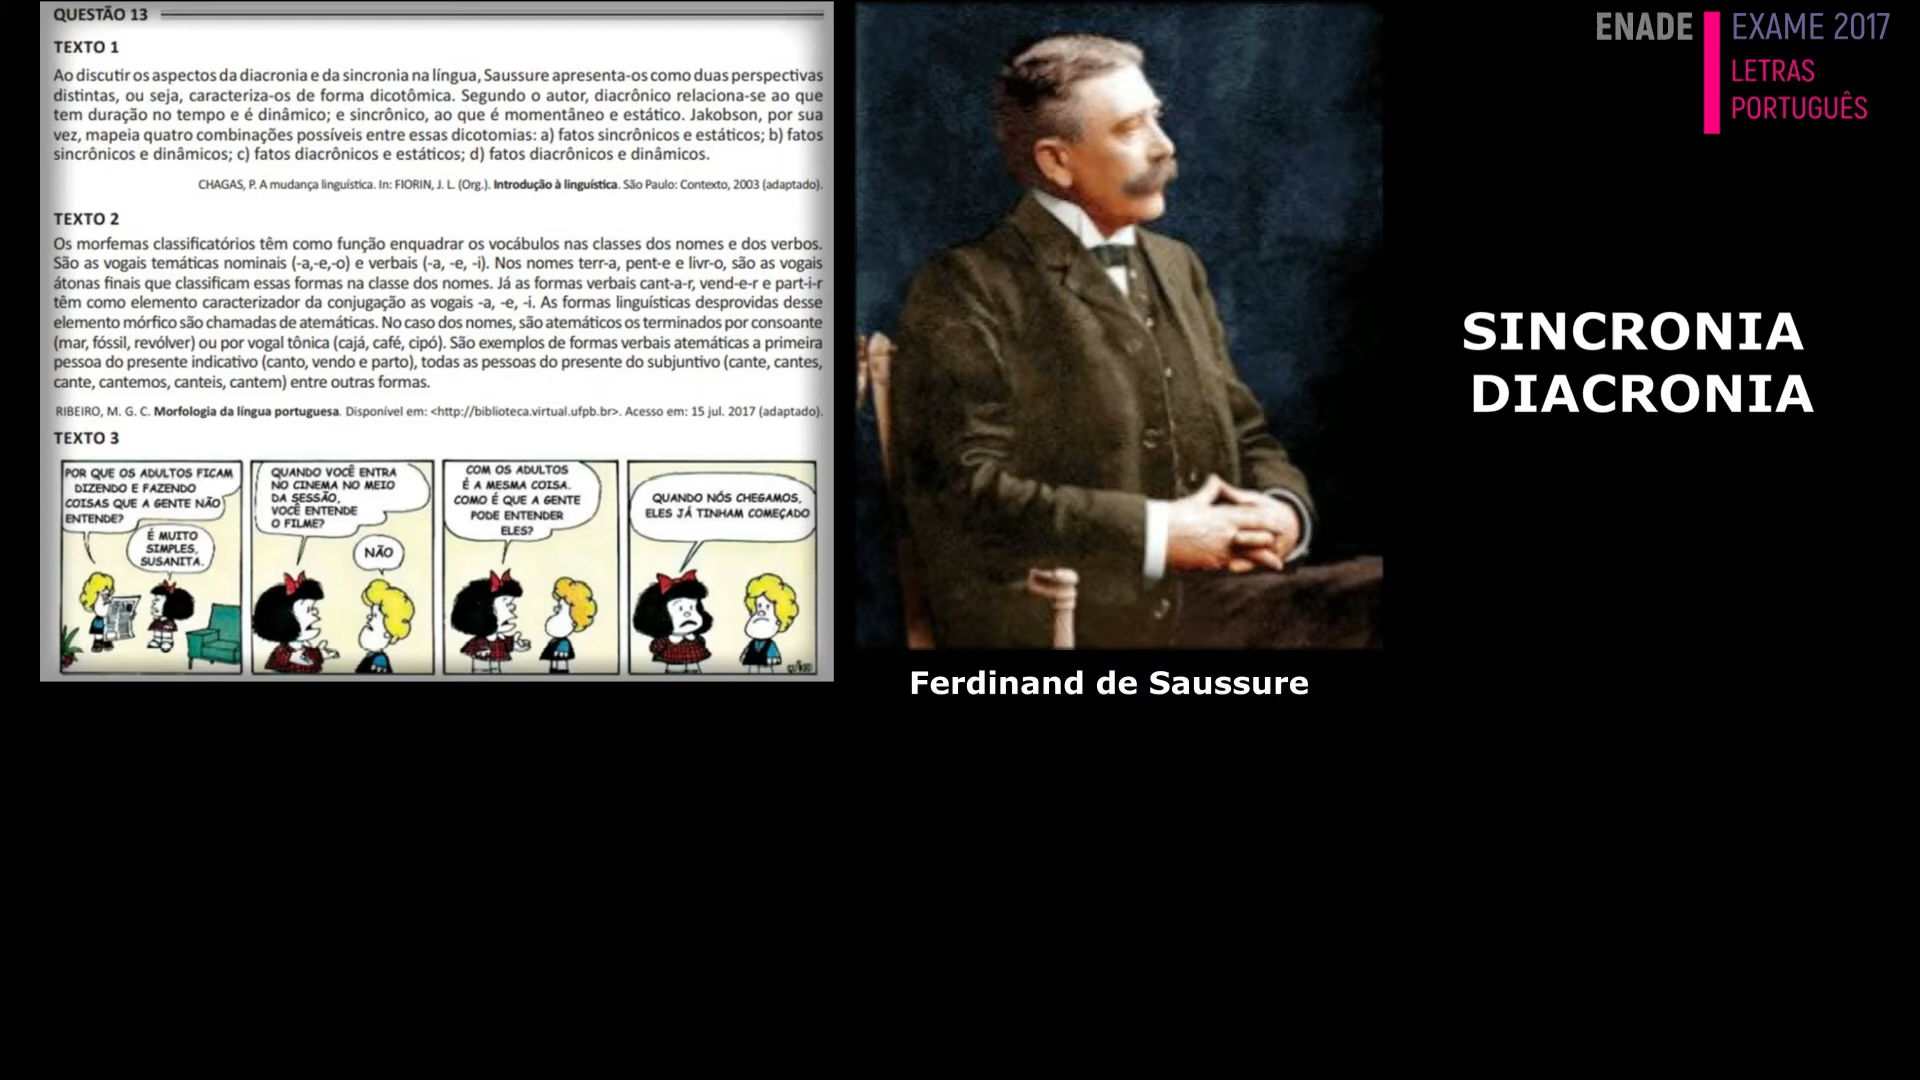 QUESTÃO 13
TEXTO 1
Ao discutir os aspectos da diacronia e da sincronia na língua, Saussure apresenta-os como duas perspectivas
distintas, ou seja, caracteriza-os de forma dicotômica. Segundo o autor, diacrônico relaciona-se ao que
tem duração no tempo e é dinâmico; e sincrônico, ao que é momentâneo e estático. Jakobson, por sua
vez, mapeia quatro combinações possíveis entre essas dicotomias: a) fatos sincrônicos e estáticos; b) fatos
sincrônicos e dinâmicos; c) fatos diacrônicos e estáticos; d) fatos diacrônicos e dinâmicos.
CHAGAS, P. A mudança linguística. In: FIORIN, J. L. (Org.). Introdução à linguística. São Paulo: Contexto, 2003 (adaptado).
TEXTO 2
Os morfemas classificatórios têm como função enquadrar os vocábulos nas classes dos nomes e dos verbos.
São as vogais temáticas nominais (-a,-e,-o) e verbais (-a, -e, -i). Nos nomes terr-a, pent-e e livr-o, são as vogais
átonas finais que classificam essas formas na classe dos nomes. Já as formas verbais cant-a-r, vend-e-r e part-i-r
têm como elemento caracterizador da conjugação as vogais -a, -e, -i. As formas linguísticas desprovidas desse
elemento mórfico são chamadas de atemáticas. No caso dos nomes, são atemáticos os terminados por consoante
(mar, fóssil, revólver) ou por vogal tônica (cajá, café, cipó). São exemplos de formas verbais atemáticas a primeira
pessoa do presente indicativo (canto, vendo e parto), todas as pessoas do presente do subjuntivo (cante, cantes,
cante, cantemos, canteis, cantem) entre outras formas.
RIBEIRO, M. G. C. Morfologia da língua portuguesa. Disponível em: <http://biblioteca.virtual.ufpb.br>. Acesso em: 15 jul. 2017 (adaptado).
TEXTO 3
POR QUE OS ADULTOS FICAM
DIZENDO E FAZENDO
COISAS QUE A GENTE NÃO
ENTENDE?
É MUITO
SIMPLES,
SUSANITA.
QUANDO VOCÊ ENTRA
NO CINEMA NO MEIO
DA SESSÃO,
VOCÊ ENTENDE
O FILME?
NÃO
COM OS ADULTOS
É A MESMA COISA.
COMO É QUE A GENTE
PODE ENTENDER
ELES?
QUANDO NÓS CHEGAMOS,
ELES JÁ TINHAM COMEÇADO
Ferdinand de Saussure
SINCRONIA
DIACRONIA
ENADE EXAME 2017
LETRAS
PORTUGUÊS